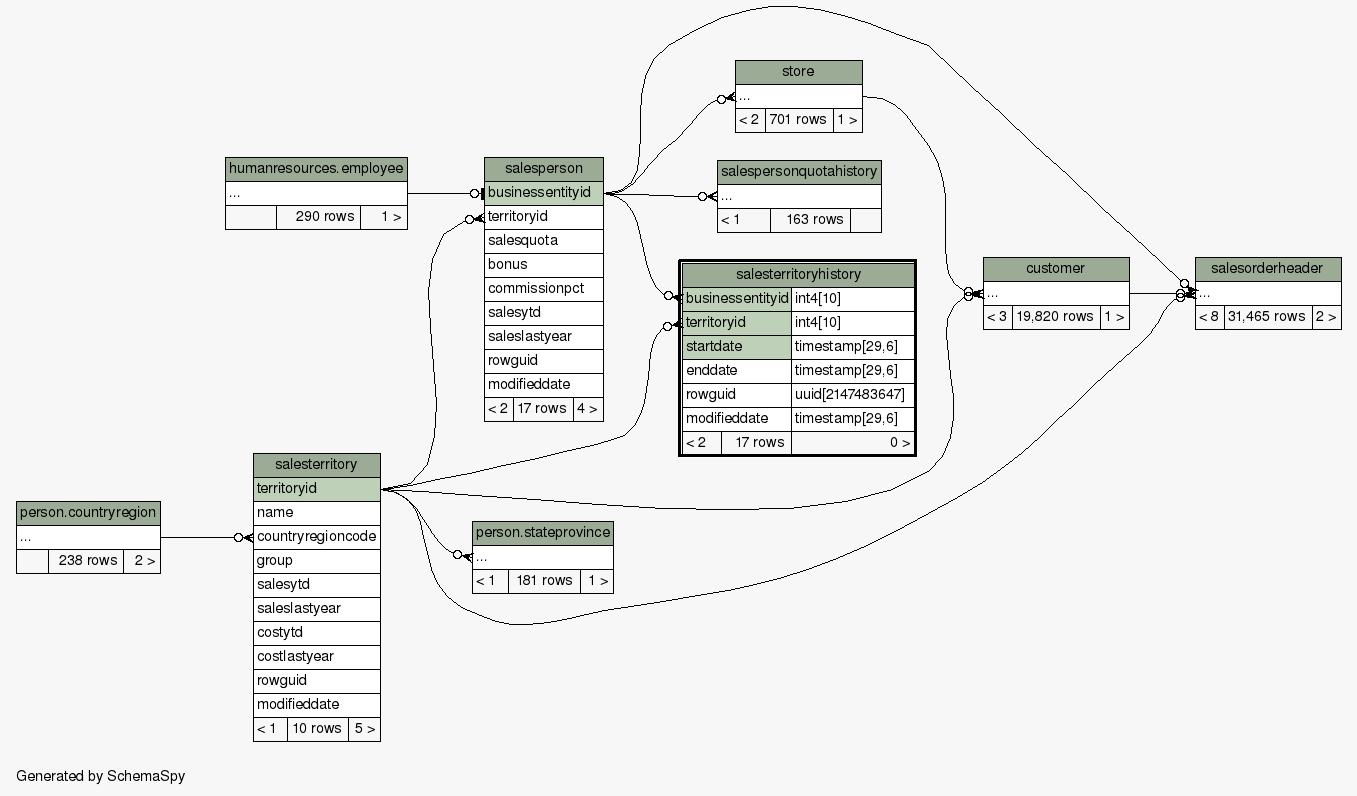 store
...
< 2 701 rows 1 >
humanresources.employee
...
290 rows 1 >
salesperson
businessentityid
territoryid
salesquota
bonus
commissionpct
salesytd
saleslastyear
rowguid
modifieddate
< 2 17 rows 4 >
salespersonquotahistory
...
< 1 163 rows
salesterritoryhistory
businessentityid int4[10]
territoryid int4[10]
startdate timestamp[29,6]
enddate timestamp[29,6]
rowguid uuid[2147483647]
modifieddate timestamp[29,6]
< 2 17 rows 0 >
customer
...
< 3 19,820 rows 1 >
salesorderheader
...
< 8 31,465 rows 2 >
salesterritory
territoryid
name
countryregioncode
group
salesytd
saleslastyear
costytd
costlastyear
rowguid
modifieddate
< 1 10 rows 5 >
person.countryregion
...
238 rows 2 >
person.stateprovince
...
< 1 181 rows 1 >
Generated by SchemaSpy